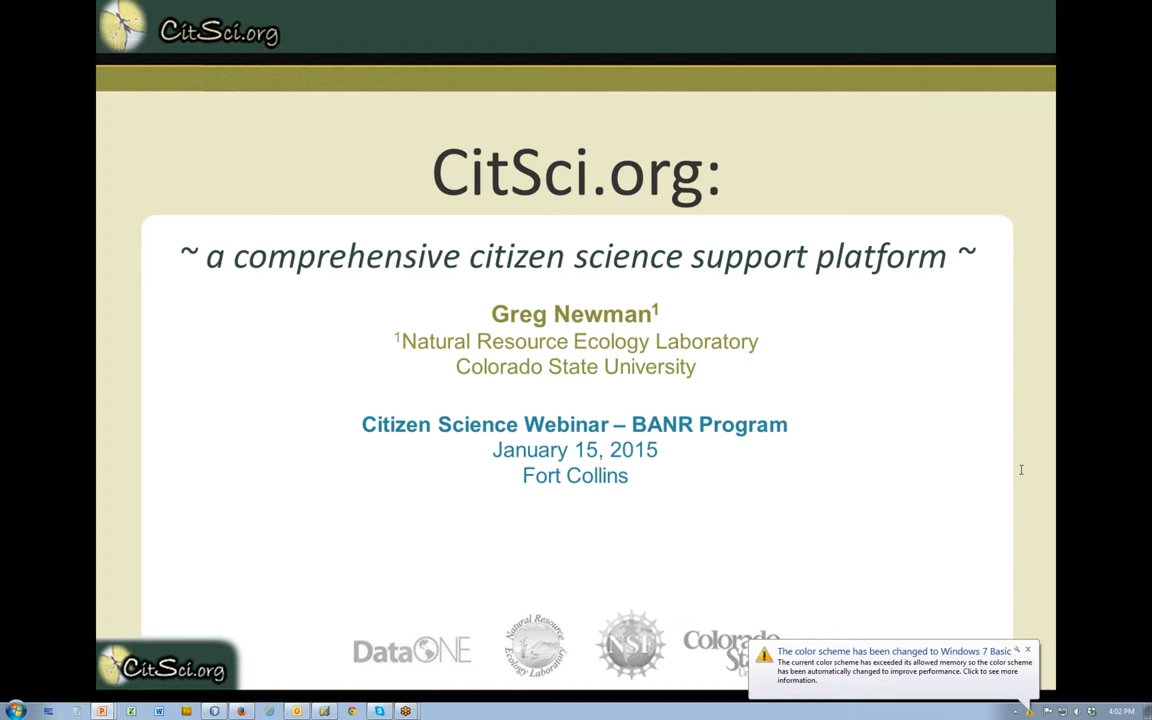 CitSci.org
CitSci.org:
~ a comprehensive citizen science support platform ~
Greg Newman¹
¹Natural Resource Ecology Laboratory
Colorado State University
Citizen Science Webinar – BANR Program
January 15, 2015
Fort Collins
DataONE
Natural Resource
Ecology Laboratory
NSF
Colorado
CitSci.org
The color scheme has been changed to Windows 7 Basic
The current color scheme has exceeded its allowed memory so the color scheme
has been automatically changed to improve performance. Click to see more
information.
4:02 PM